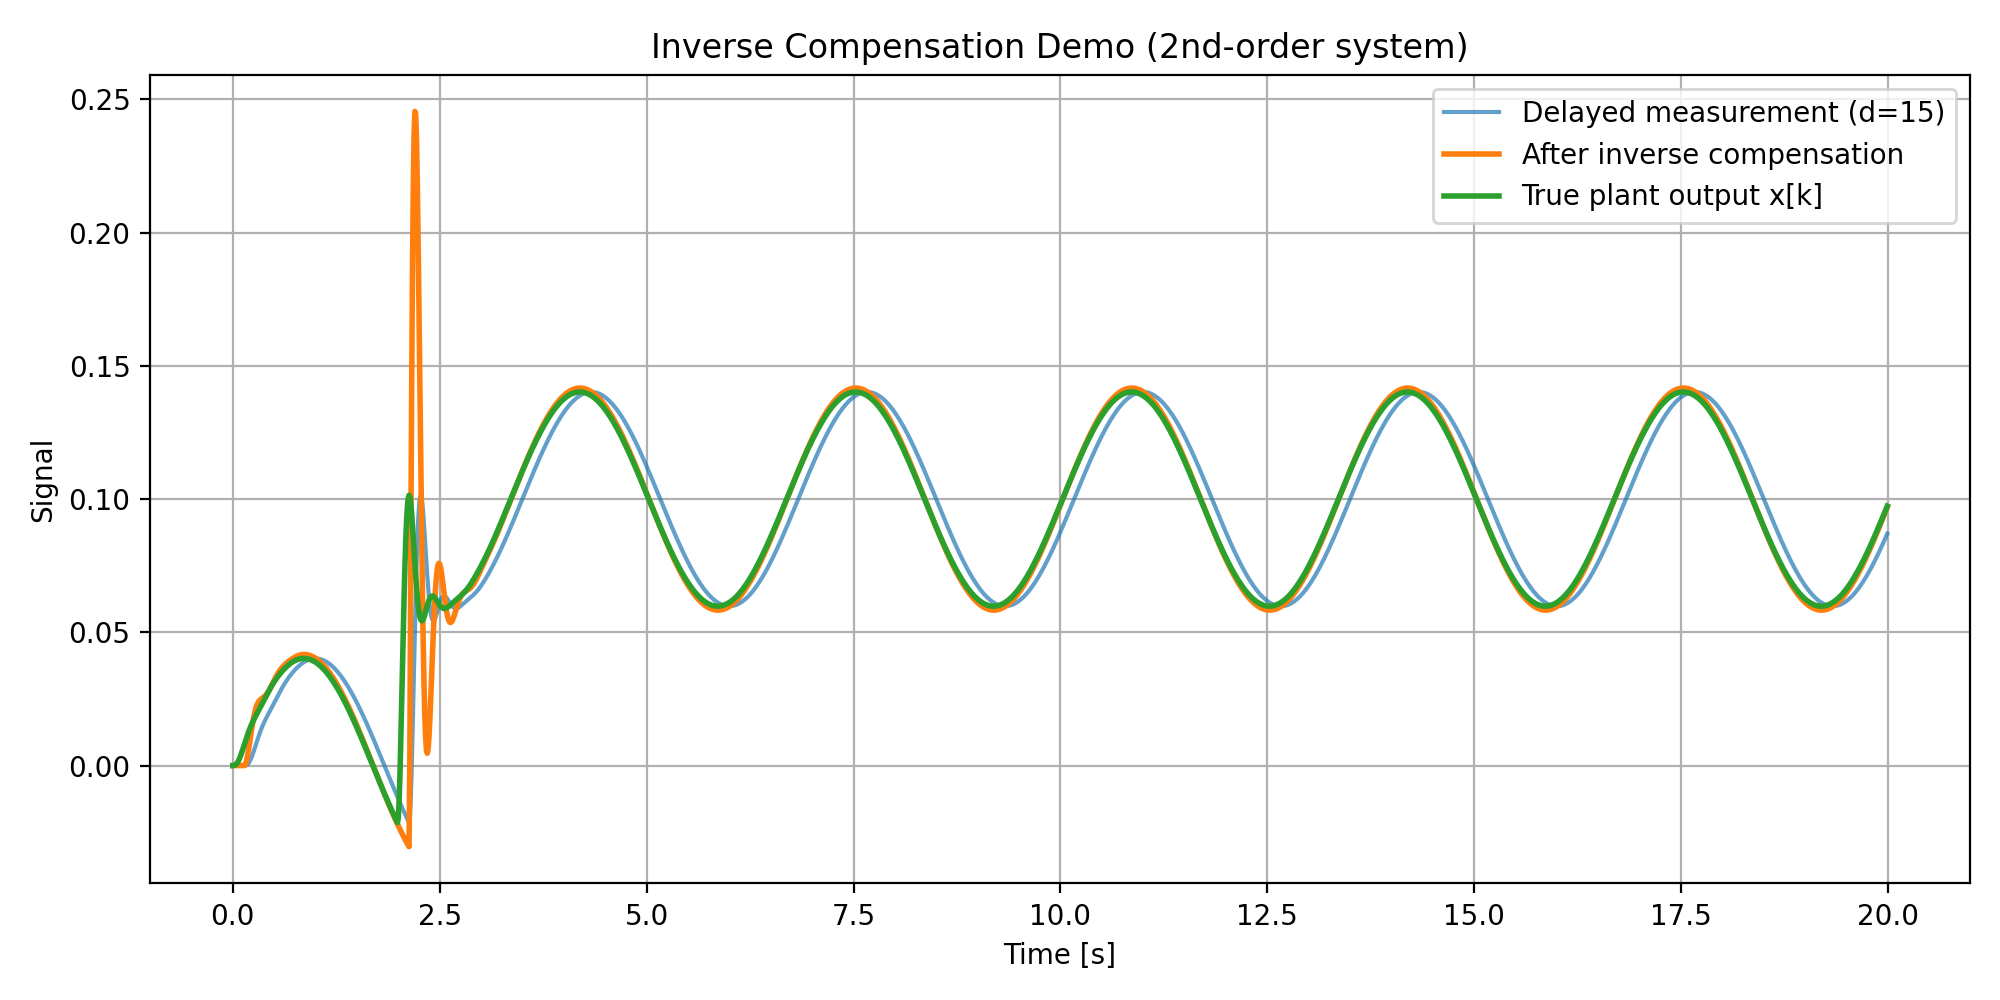 Inverse Compensation Demo (2nd-order system)
Delayed measurement (d=15)
After inverse compensation
True plant output x[k]
Signal
0.25
0.20
0.15
0.10
0.05
0.00
0.0 2.5 5.0 7.5 10.0 12.5 15.0 17.5 20.0
Time [s]